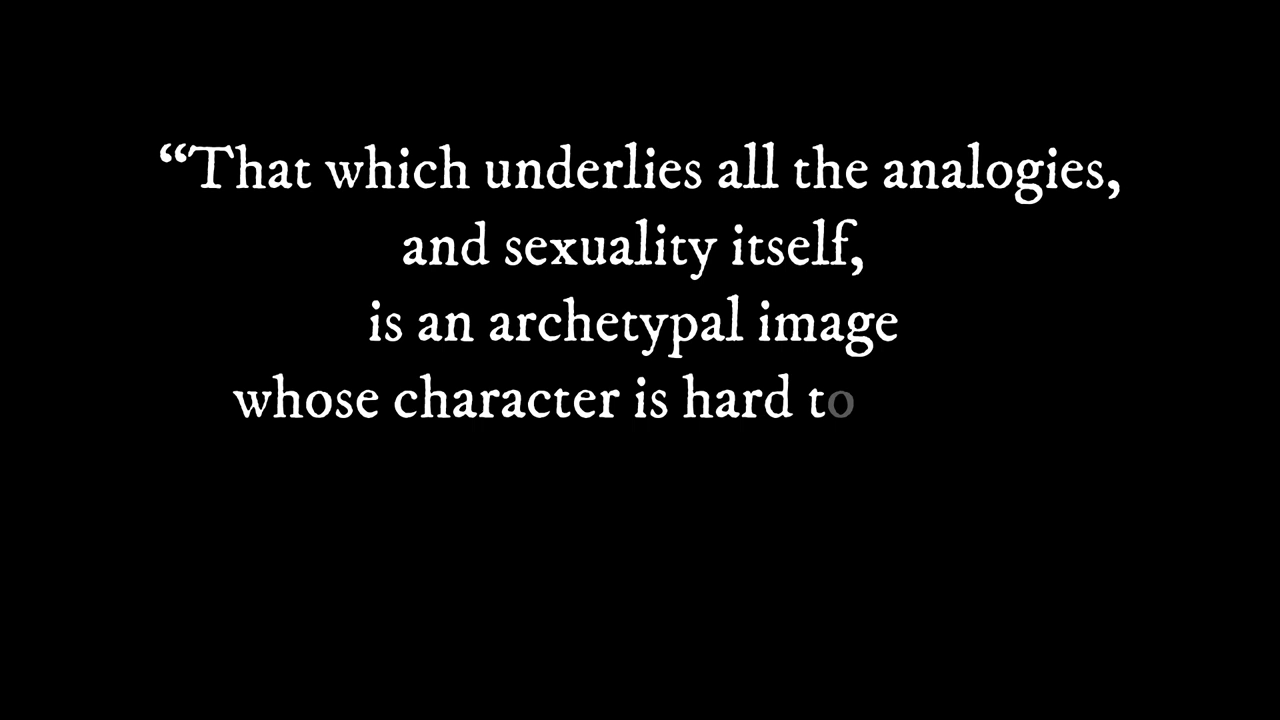 “That which underlies all the analogies,
and sexuality itself,
is an archetypal image
whose character is hard to